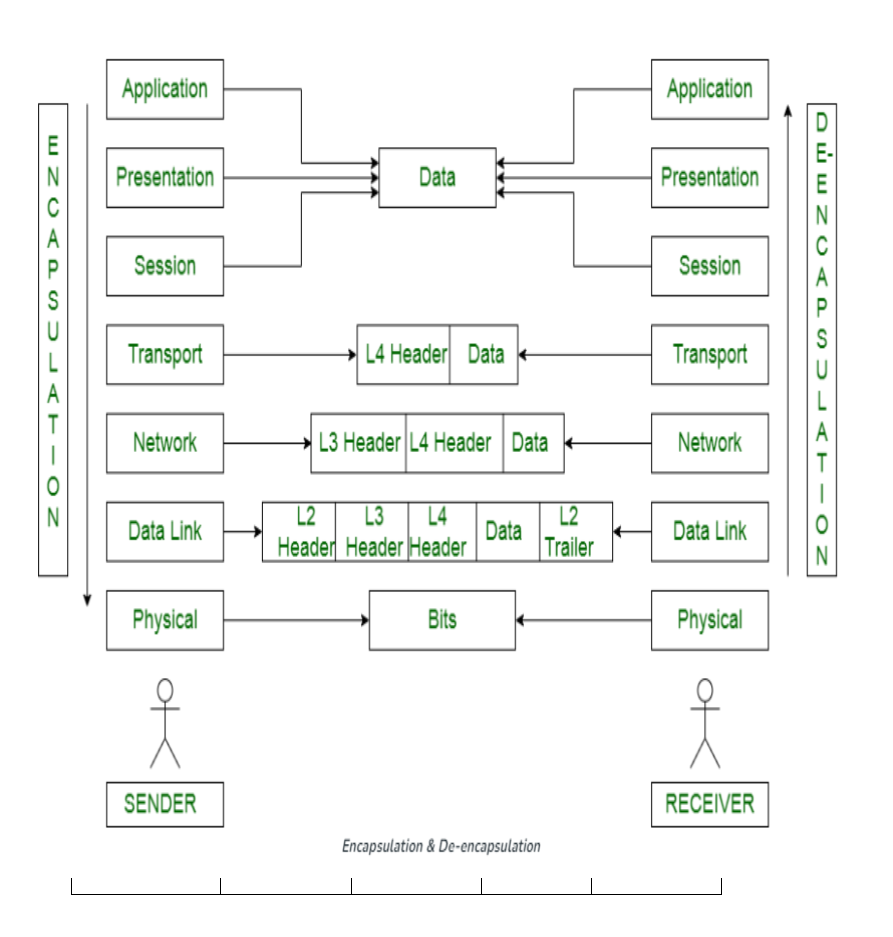 Application
Application
ENCAPSULATION
DE-ENCAPSULATION
Presentation
Data
Presentation
Session
Session
Transport
L4 Header
Data
Transport
Network
L3 Header
L4 Header
Data
Network
Data Link
L2
Header
L3
Header
L4
Header
Data
L2
Trailer
Data Link
Physical
Bits
Physical
SENDER
RECEIVER
Encapsulation & De-encapsulation